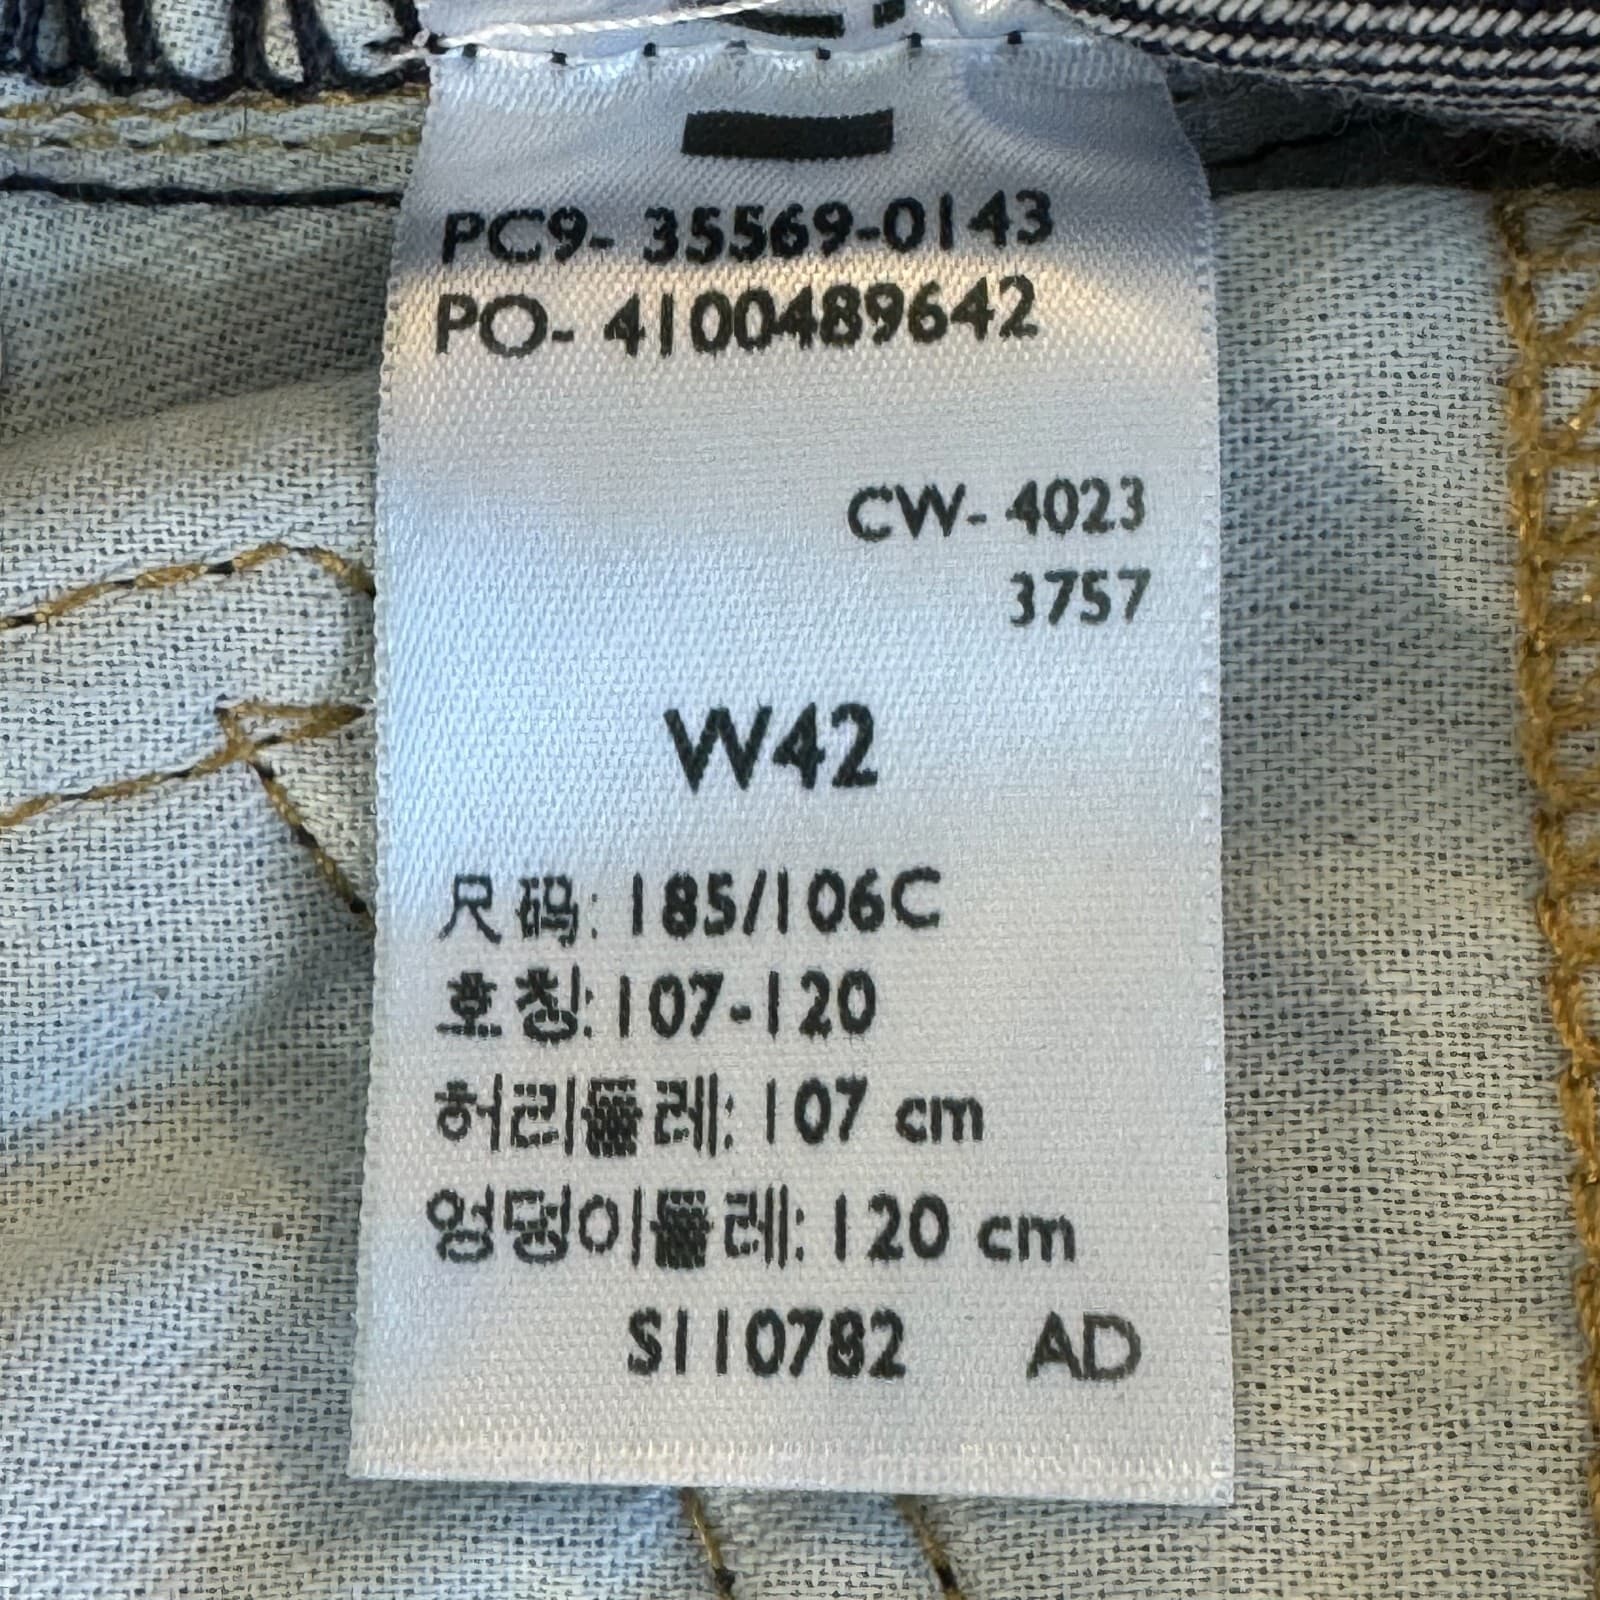 PC9- 35569-0143
PO- 4100489642
CW- 4023
3757
W42
尺码: 185/106C
호칭: 107-120
허리둘레: 107 cm
엉덩이둘레: 120 cm
S110782 AD